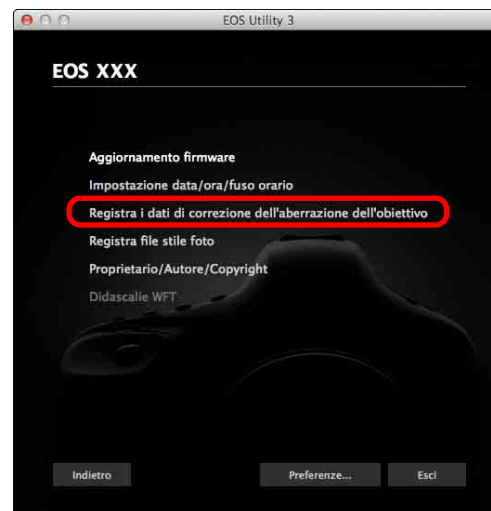 EOS Utility 3
EOS XXX
Aggiornamento firmware
Impostazione data/ora/fuso orario
Registra i dati di correzione dell'aberrazione dell'obiettivo
Registra file stile foto
Proprietario/Autore/Copyright
Didascalie WFT
Indietro
Preferenze...
Esci